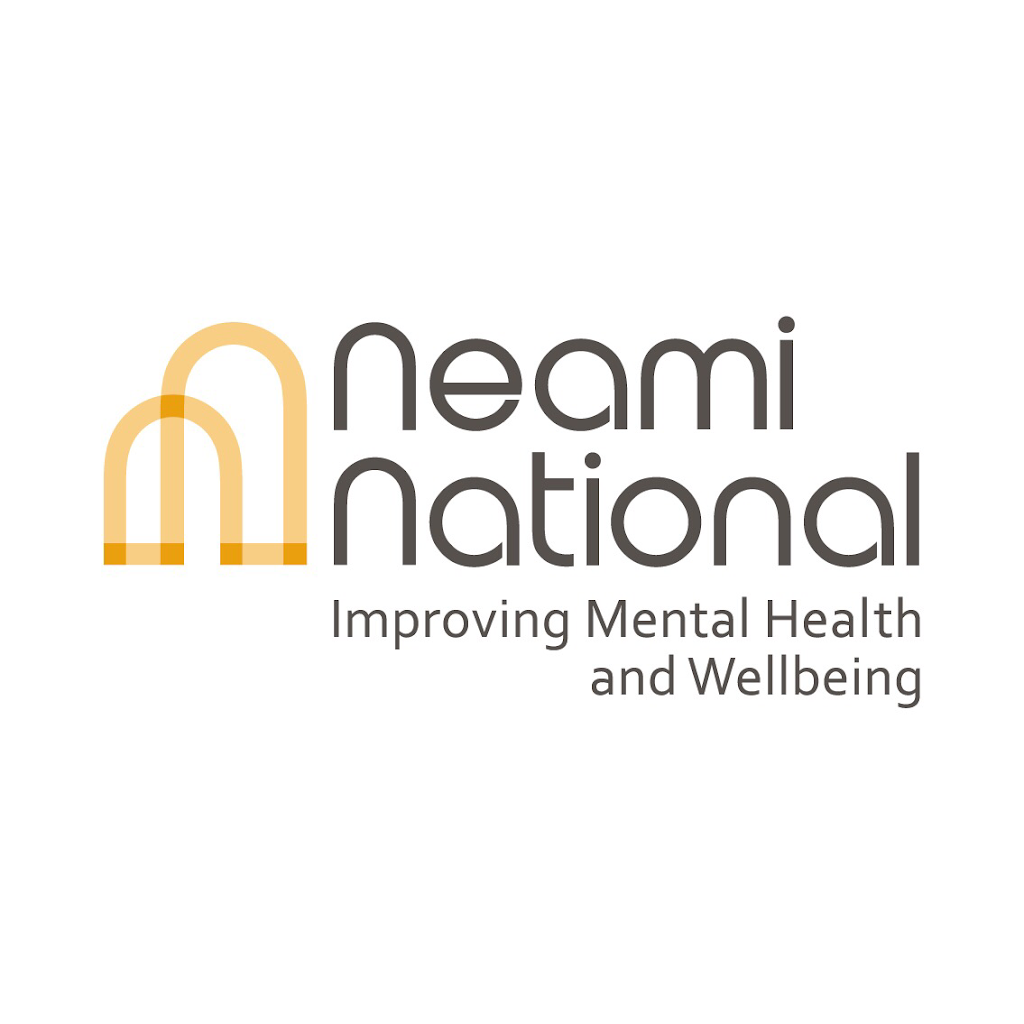 Neami
National
Improving Mental Health
and Wellbeing